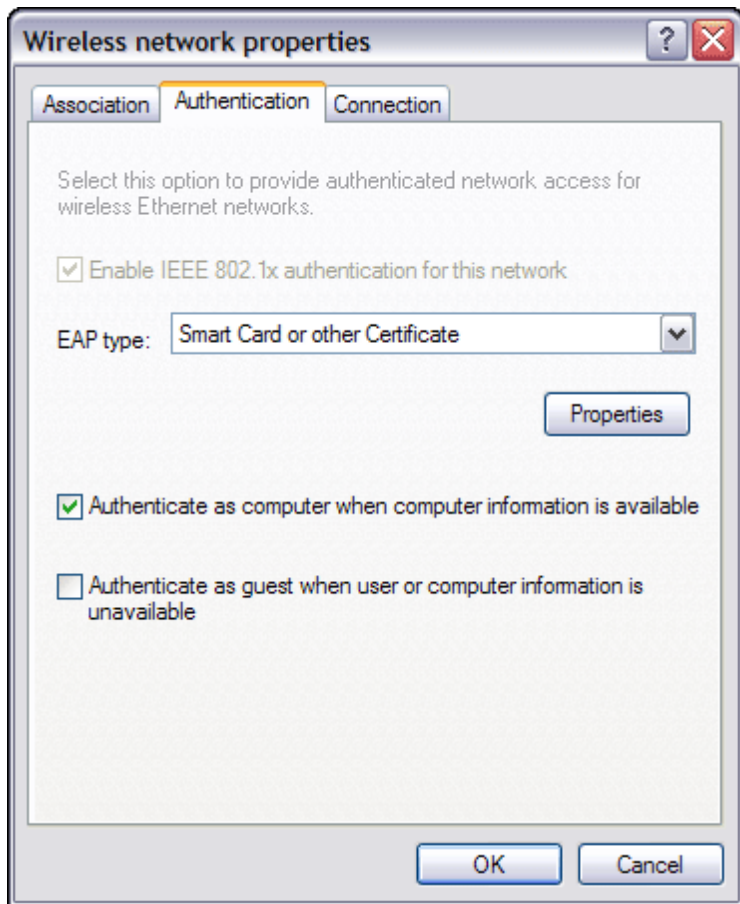 Wireless network properties
Association Authentication Connection
Select this option to provide authenticated network access for
wireless Ethernet networks.
Enable IEEE 802.1x authentication for this network
EAP type: Smart Card or other Certificate
Properties
Authenticate as computer when computer information is available
Authenticate as guest when user or computer information is
unavailable
OK Cancel